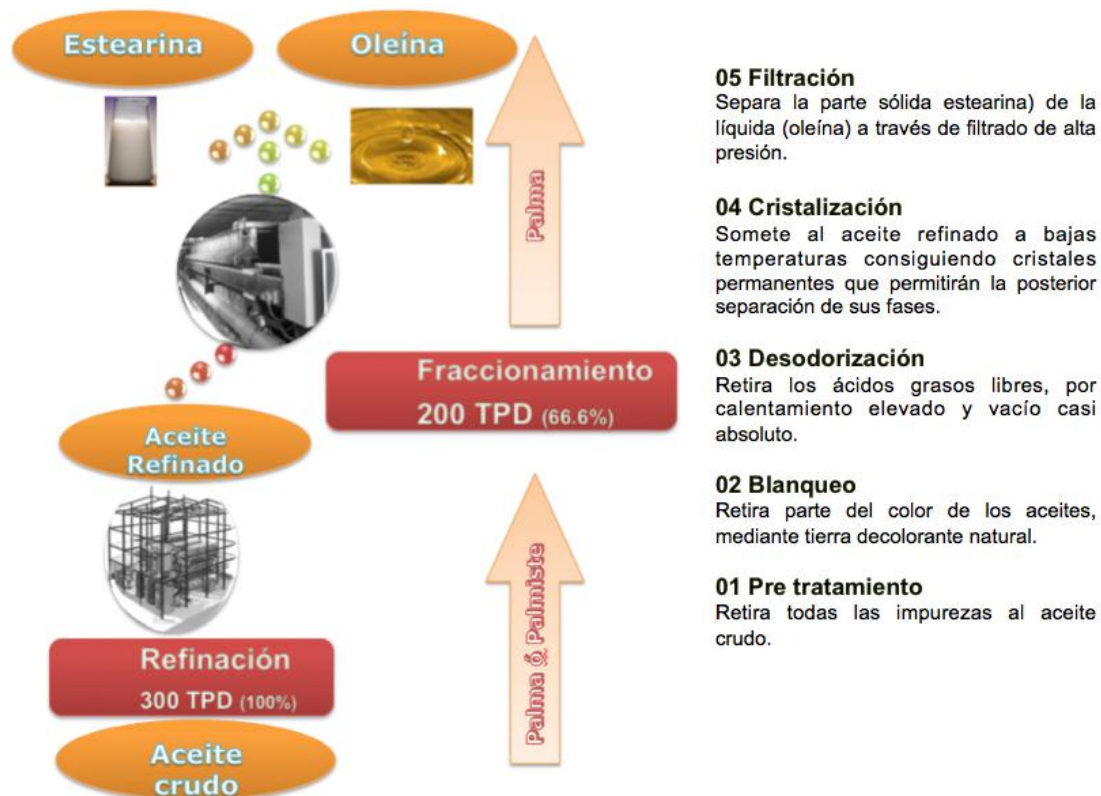 Estearina
Oleína
Palma
Fraccionamiento
200 TPD (66.6%)
Aceite
Refinado
Palma ó Palmiste
Refinación
300 TPD (100%)
Aceite
crudo
05 Filtración
Separa la parte sólida estearina) de la
líquida (oleína) a través de filtrado de alta
presión.
04 Cristalización
Somete al aceite refinado a bajas
temperaturas consiguiendo cristales
permanentes que permitirán la posterior
separación de sus fases.
03 Desodorización
Retira los ácidos grasos libres, por
calentamiento elevado y vacío casi
absoluto.
02 Blanqueo
Retira parte del color de los aceites,
mediante tierra decolorante natural.
01 Pre tratamiento
Retira todas las impurezas al aceite
crudo.